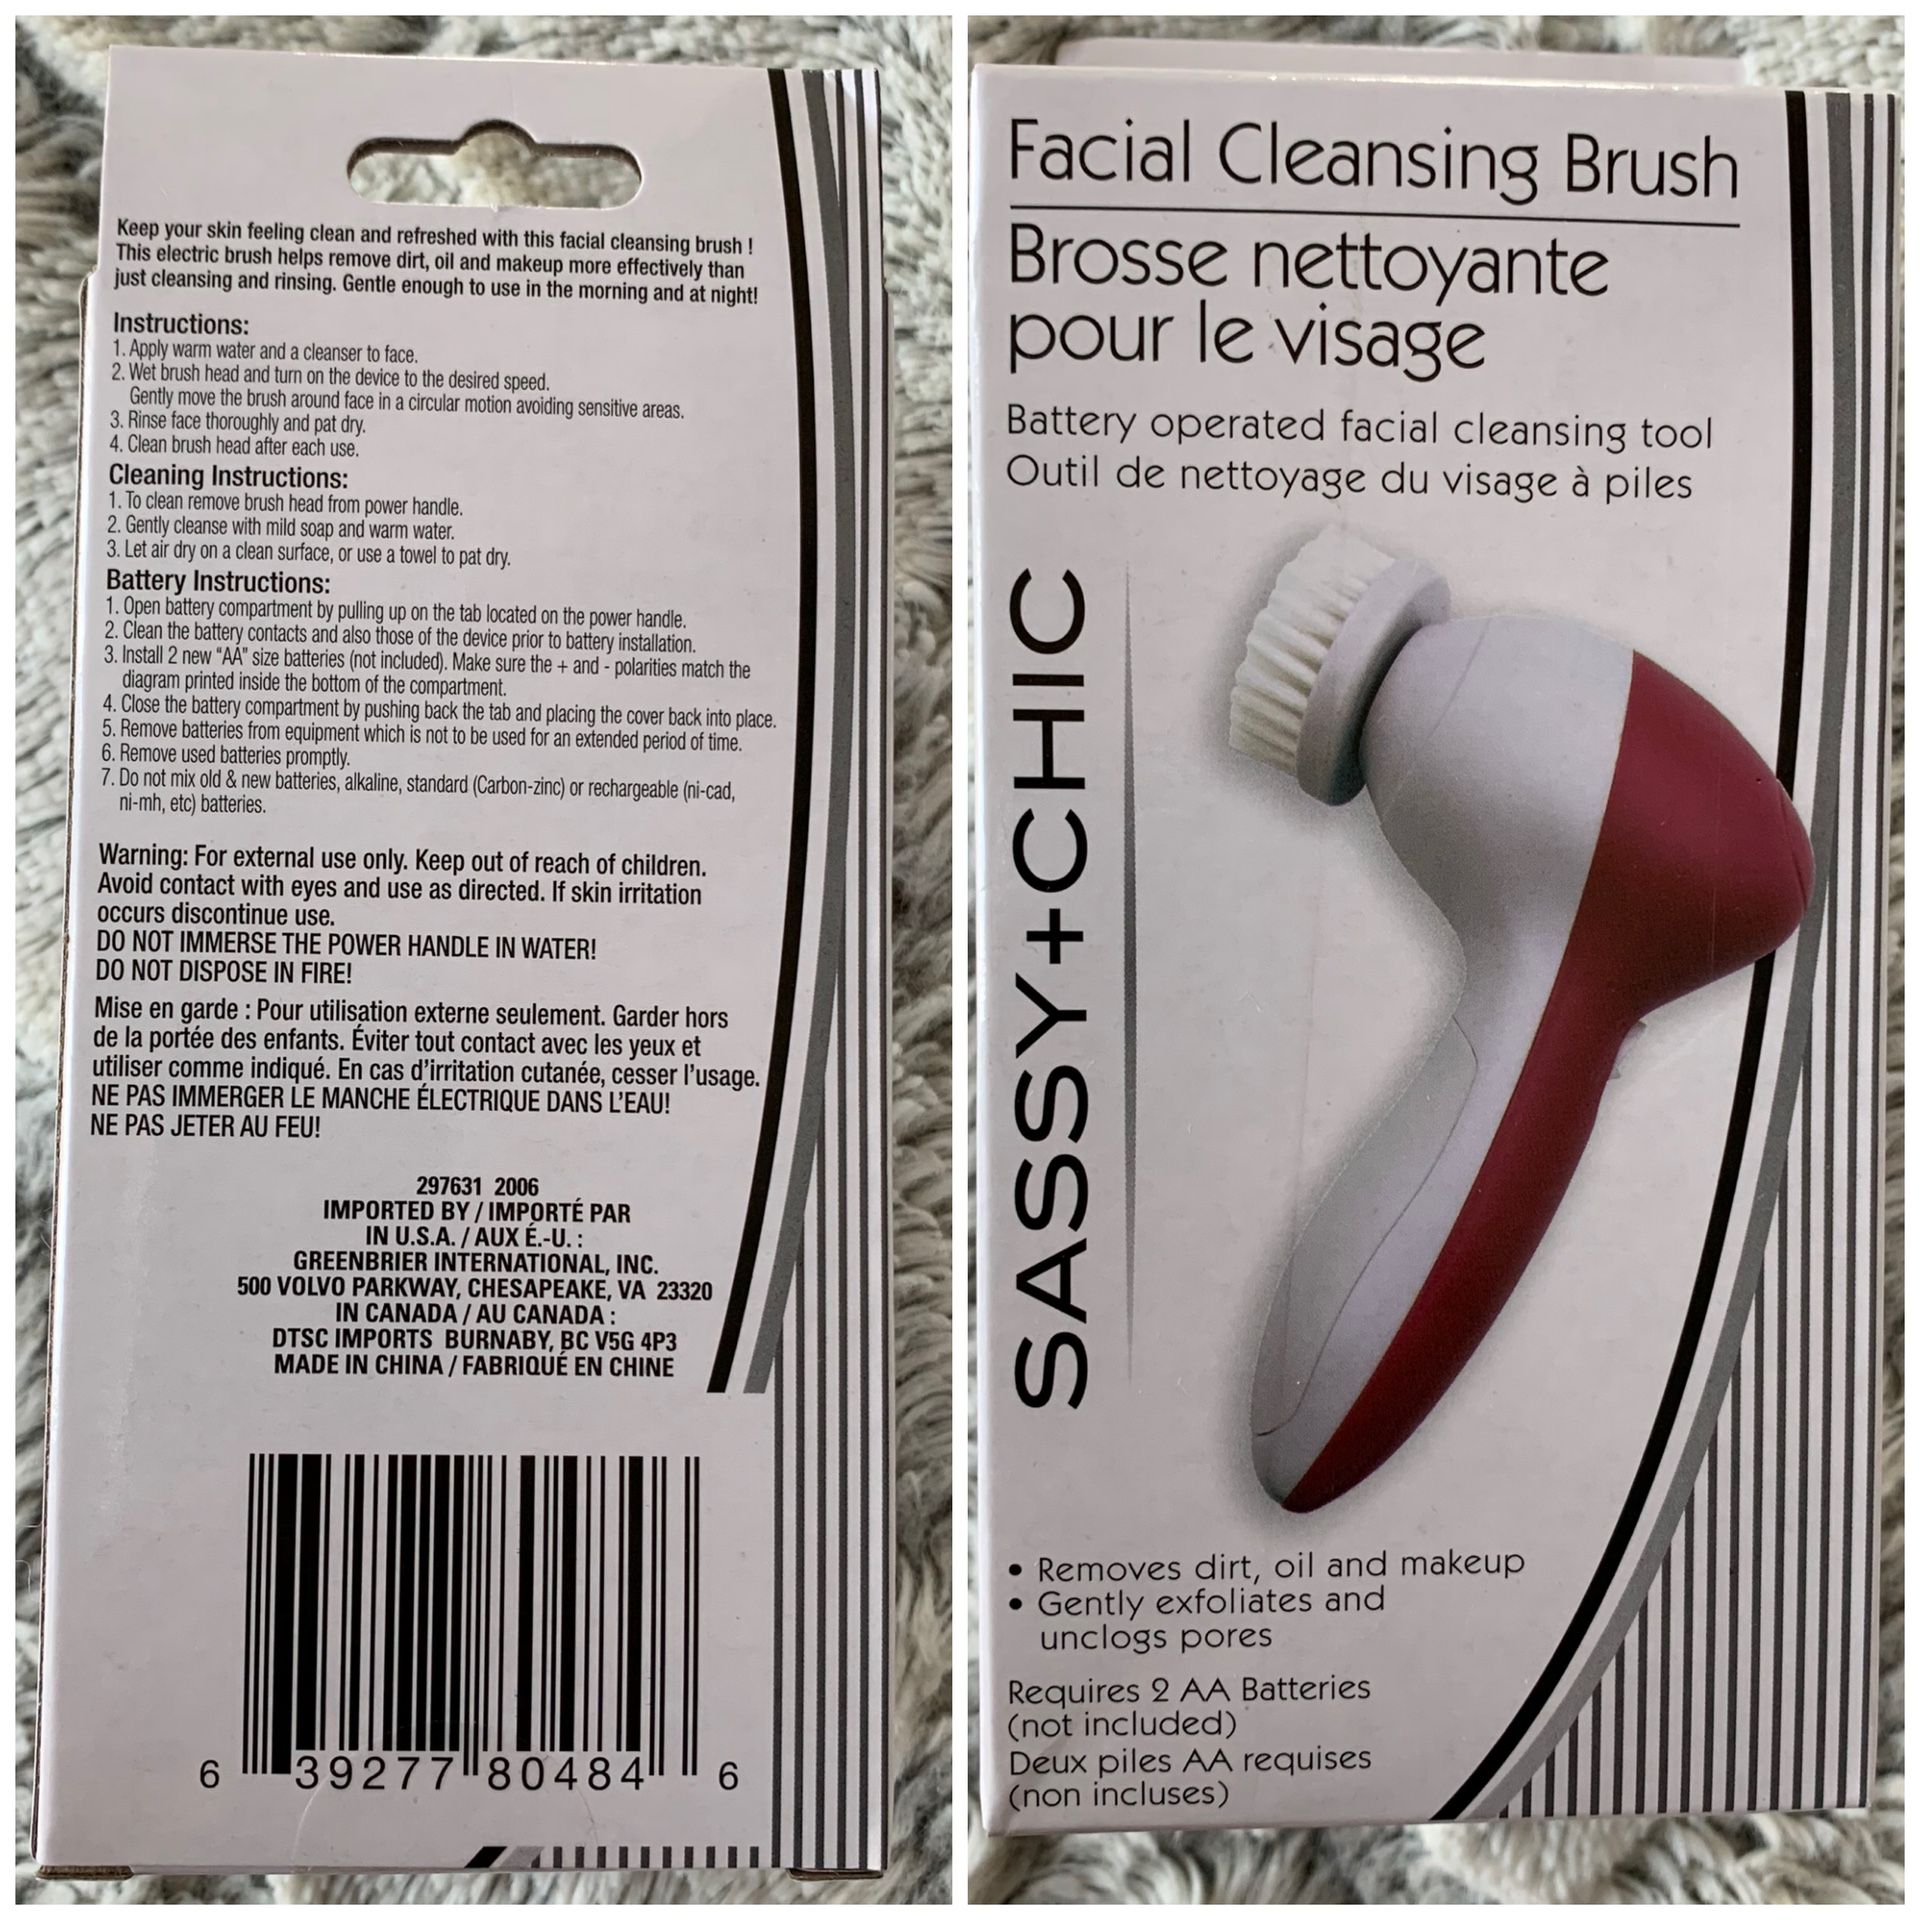 Keep your skin feeling clean and refreshed with this facial cleansing brush !
This electric brush helps remove dirt, oil and makeup more effectively than
just cleansing and rinsing. Gentle enough to use in the morning and at night!
Instructions:
1. Apply warm water and a cleanser to face.
2. Wet brush head and turn on the device to the desired speed.
Gently move the brush around face in a circular motion avoiding sensitive areas.
3. Rinse face thoroughly and pat dry.
4. Clean brush head after each use.
Cleaning Instructions:
1. To clean remove brush head from power handle.
2. Gently cleanse with mild soap and warm water.
3. Let air dry on a clean surface, or use a towel to pat dry.
Battery Instructions:
1. Open battery compartment by pulling up on the tab located on the power handle.
2. Clean the battery contacts and also those of the device prior to battery installation.
3. Install 2 new "AA" size batteries (not included). Make sure the + and - polarities match the
diagram printed inside the bottom of the compartment.
4. Close the battery compartment by pushing back the tab and placing the cover back into place.
5. Remove batteries from equipment which is not to be used for an extended period of time.
6. Remove used batteries promptly.
7. Do not mix old & new batteries, alkaline, standard (Carbon-zinc) or rechargeable (ni-cad,
ni-mh, etc) batteries.
Warning: For external use only. Keep out of reach of children.
Avoid contact with eyes and use as directed. If skin irritation
occurs discontinue use.
DO NOT IMMERSE THE POWER HANDLE IN WATER!
DO NOT DISPOSE IN FIRE!
Mise en garde : Pour utilisation externe seulement. Garder hors
de la portée des enfants. Éviter tout contact avec les yeux et
utiliser comme indiqué. En cas d'irritation cutanée, cesser l'usage.
NE PAS IMMERGER LE MANCHE ÉLECTRIQUE DANS L'EAU!
NE PAS JETER AU FEU!
297631 2006
IMPORTED BY / IMPORTÉ PAR
IN U.S.A. / AUX É.-U. :
GREENBRIER INTERNATIONAL, INC.
500 VOLVO PARKWAY, CHESAPEAKE, VA 23320
IN CANADA / AU CANADA :
DTSC IMPORTS BURNABY, BC V5G 4P3
MADE IN CHINA / FABRIQUÉ EN CHINE
6 39277 80484 6
Facial Cleansing Brush
Brosse nettoyante
pour le visage
Battery operated facial cleansing tool
Outil de nettoyage du visage à piles
SASSY+CHIC
• Removes dirt, oil and makeup
• Gently exfoliates and
unclogs pores
Requires 2 AA Batteries
(not included)
Deux piles AA requises
(non incluses)